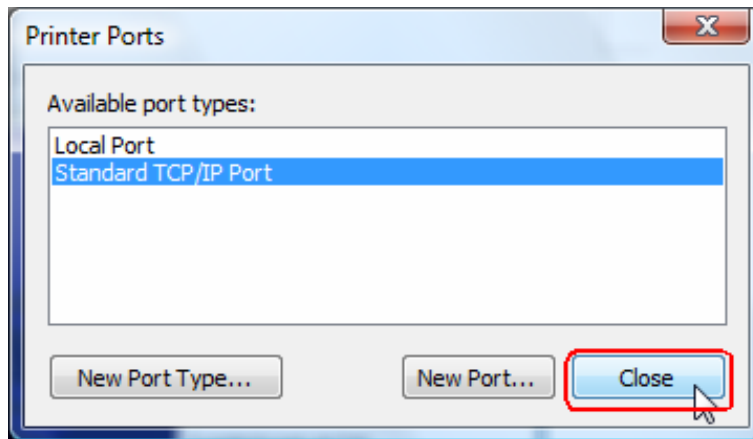 Printer Ports
Available port types:
Local Port
Standard TCP/IP Port
New Port Type... New Port... Close